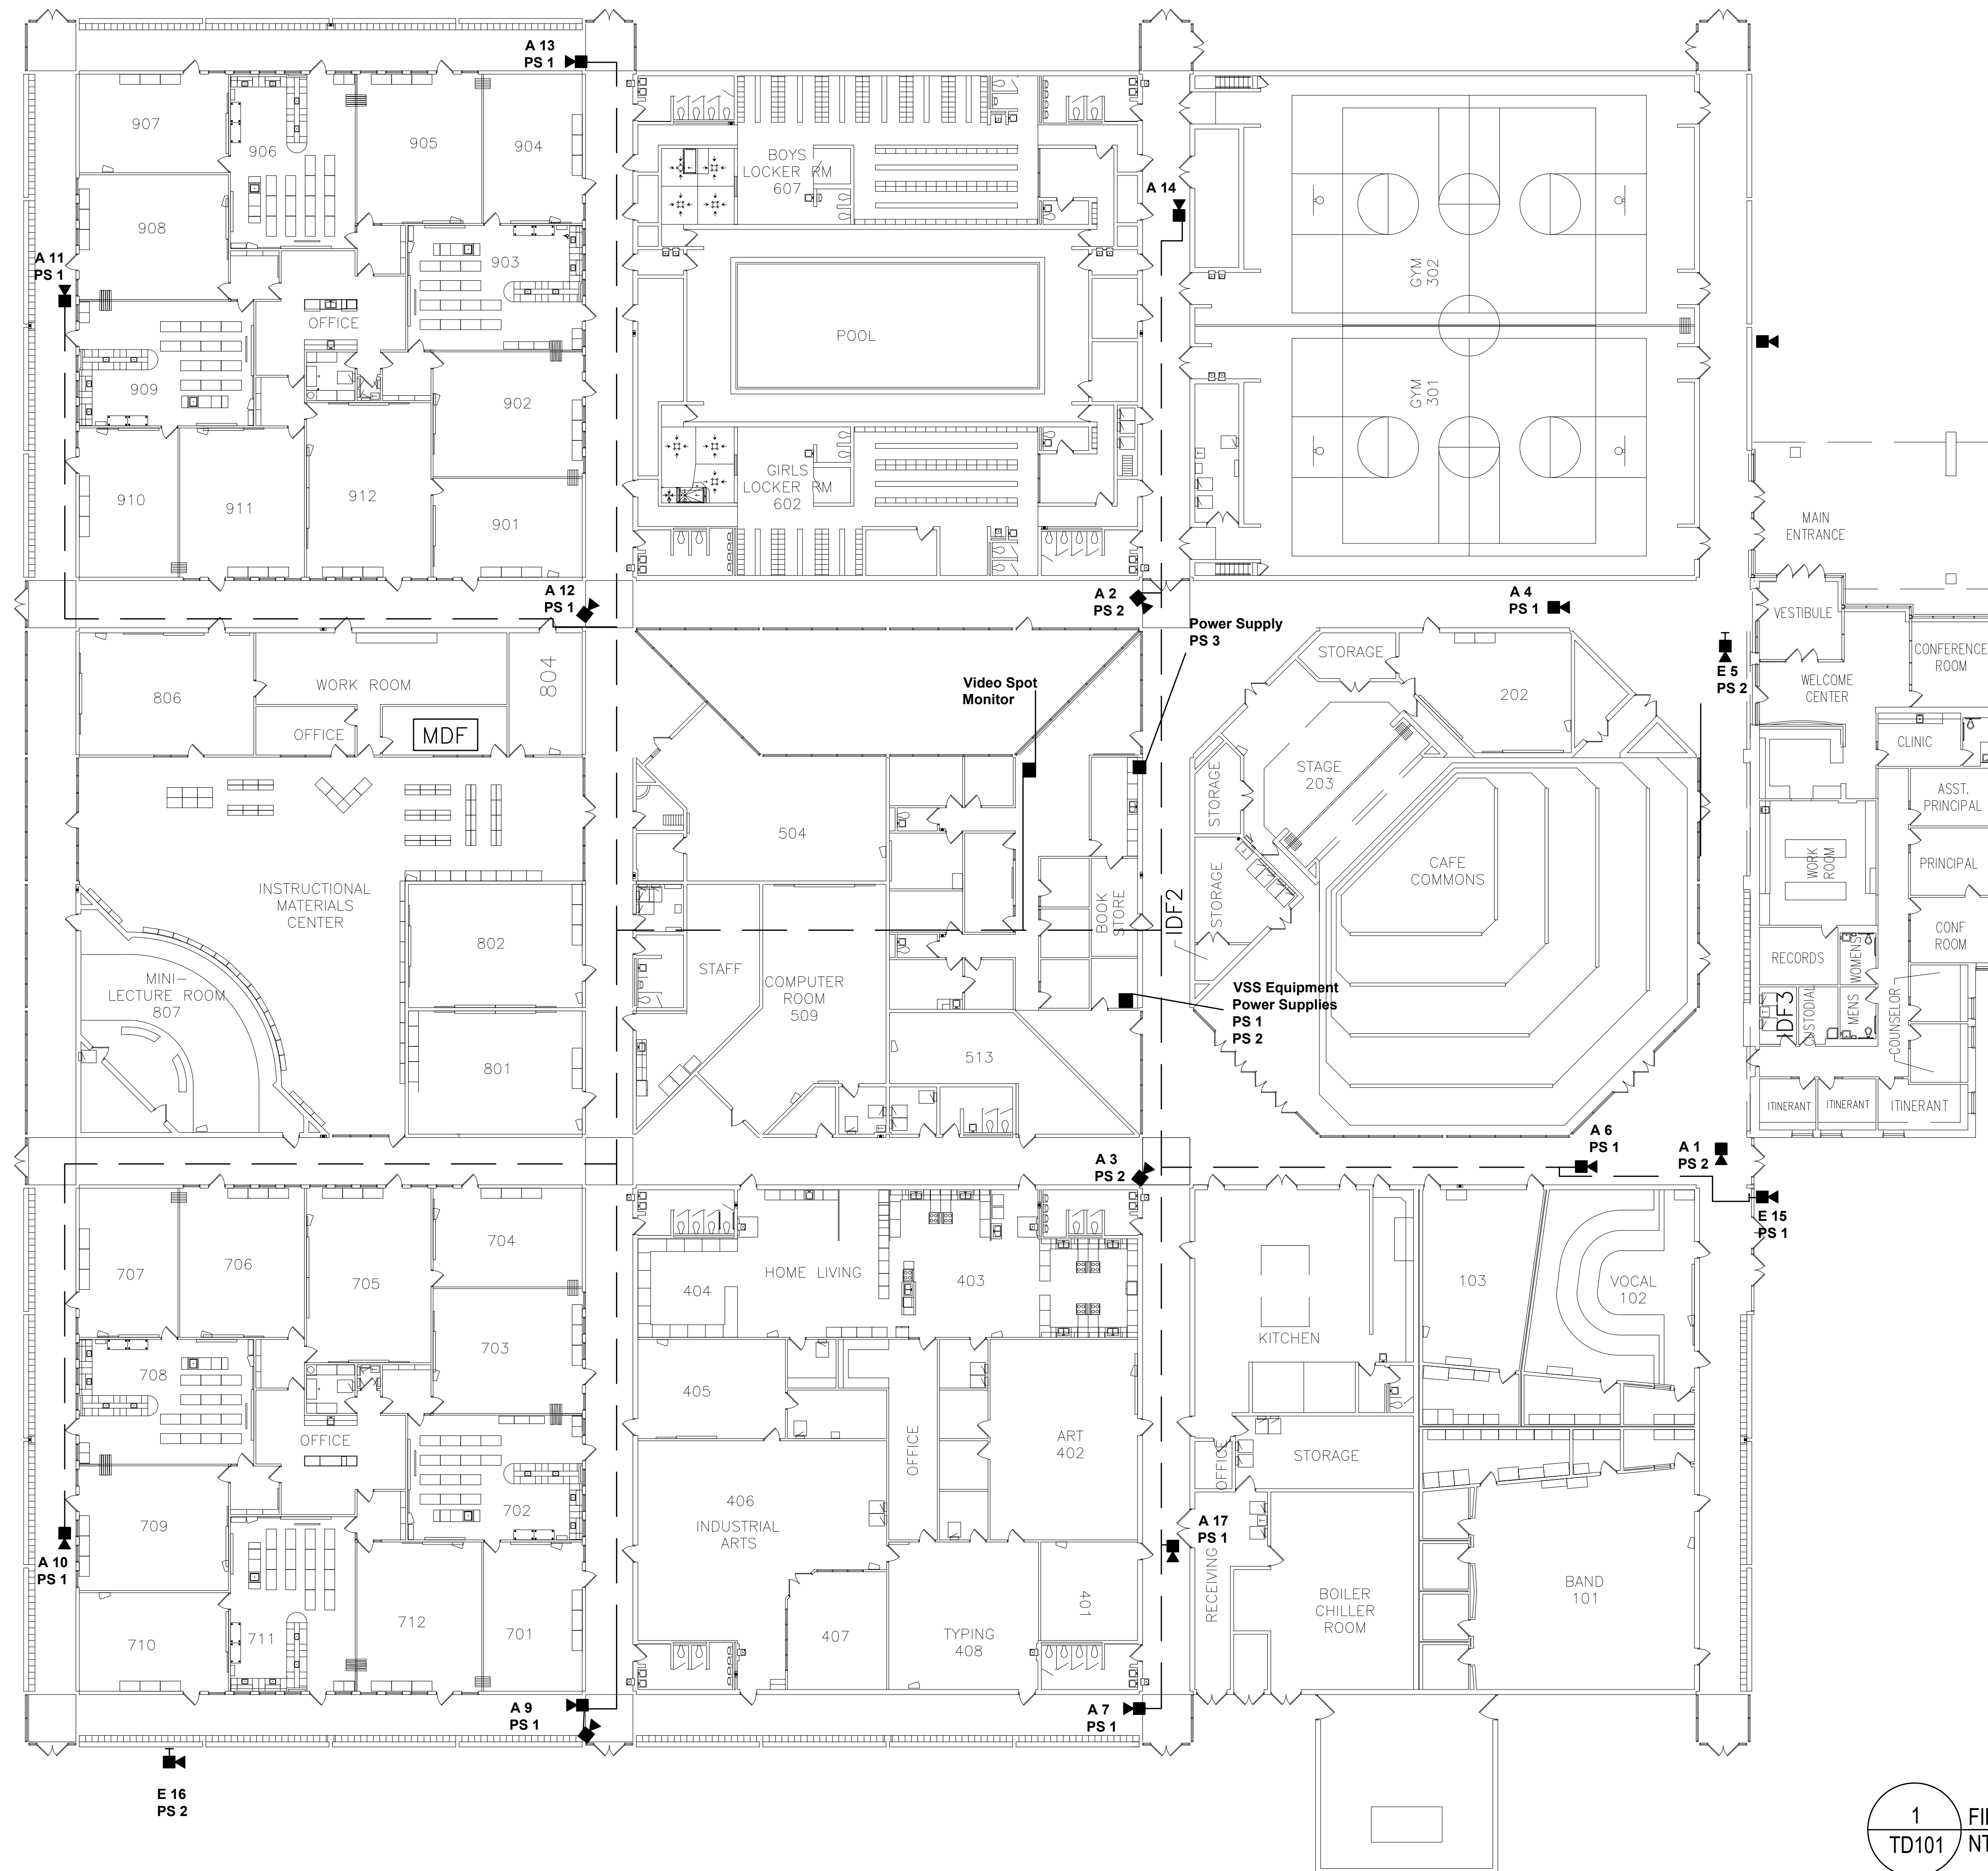 A 13
PS 1
907
906
905
904
BOYS
LOCKER RM
607
A 14
908
903
GYM
302
A 11
PS 1
OFFICE
POOL
909
902
GYM
301
910
911
912
901
GIRLS
LOCKER RM
602
MAIN
ENTRANCE
A 12
PS 1
A 2
PS 2
A 4
PS 1
VESTIBULE
Power Supply
PS 3
E 5
PS 2
CONFERENCE
ROOM
WELCOME
CENTER
806
WORK ROOM
804
OFFICE
MDF
Video Spot
Monitor
STORAGE
202
CLINIC
STAGE
203
STORAGE
ASST.
PRINCIPAL
504
CAFE
COMMONS
WORK
ROOM
PRINCIPAL
INSTRUCTIONAL
MATERIALS
CENTER
BOOK
STORE
IDF2
STORAGE
802
CONF
ROOM
STAFF
COMPUTER
ROOM
509
RECORDS
WOMENS
MINI-
LECTURE ROOM
807
VSS Equipment
Power Supplies
PS 1
PS 2
IDF3
CUSTODIAL
MENS
COUNSELOR
801
513
ITINERANT
ITINERANT
ITINERANT
A 3
PS 2
A 6
PS 1
A 1
PS 2
E 15
PS 1
707
706
705
704
404
HOME LIVING
403
103
VOCAL
102
KITCHEN
708
703
405
OFFICE
OFFICE
ART
402
OFFICE
STORAGE
709
702
406
INDUSTRIAL
ARTS
A 17
PS 1
RECEIVING
A 10
PS 1
BOILER
CHILLER
ROOM
BAND
101
401
710
711
712
701
407
TYPING
408
A 9
PS 1
A 7
PS 1
E 16
PS 2
1
TD101